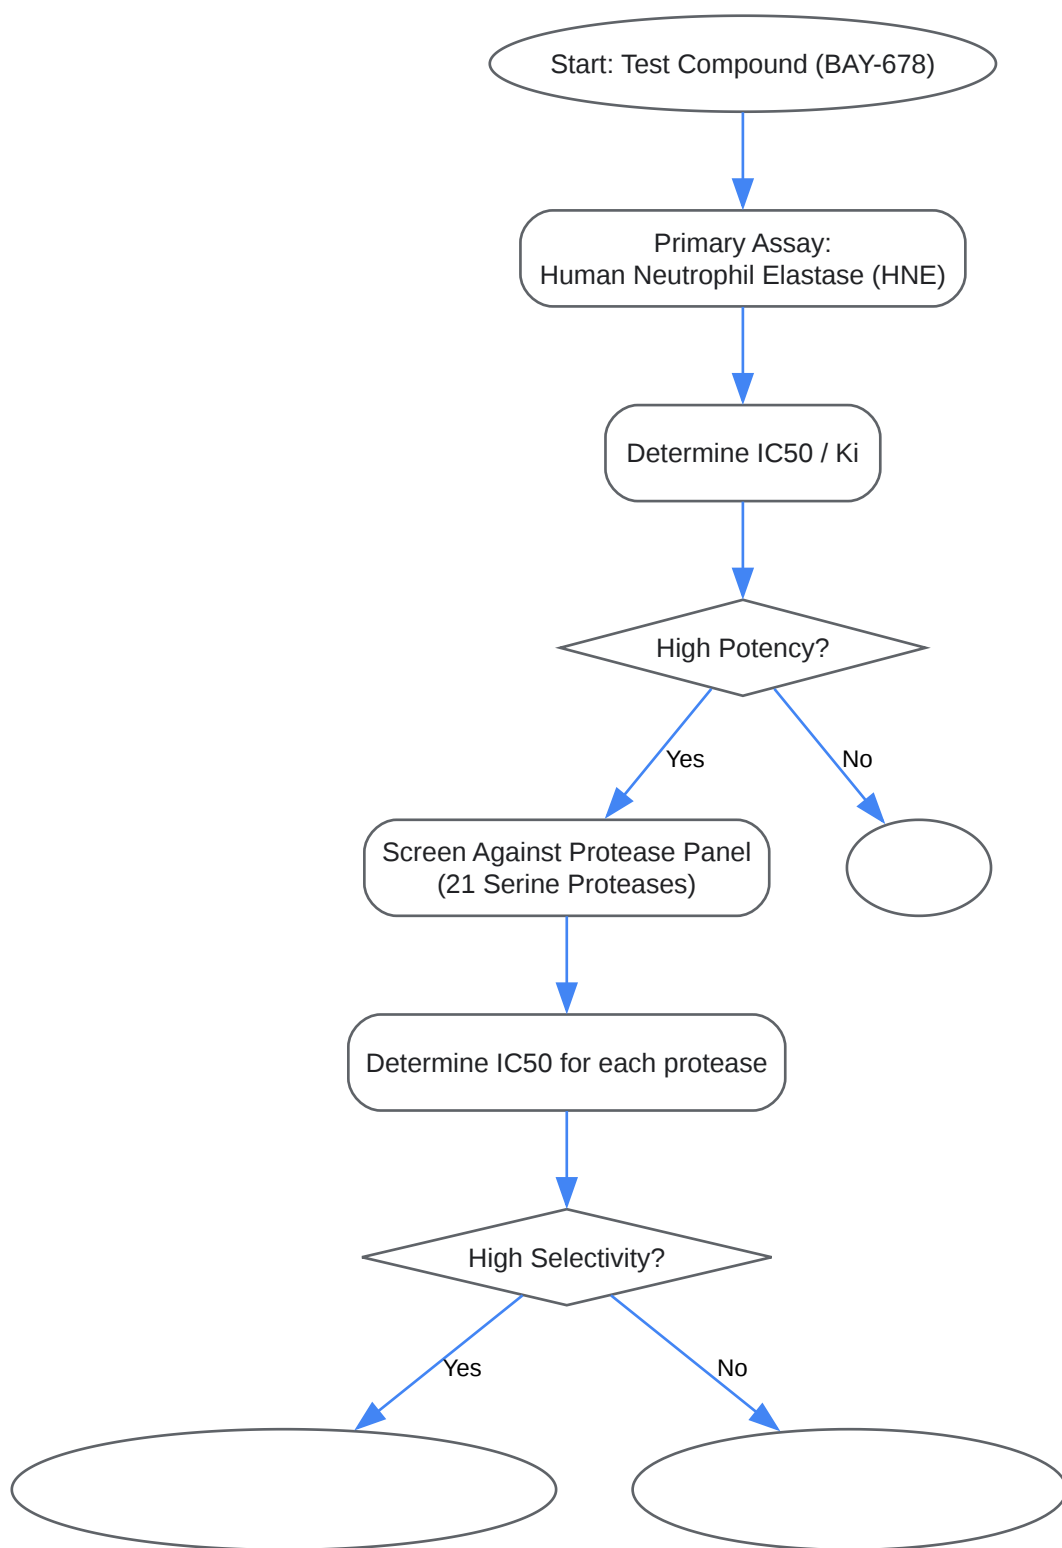 Start: Test Compound (BAY-678)
Primary Assay:
Human Neutrophil Elastase (HNE)
Determine IC50 / Ki
High Potency?
Yes
No
Screen Against Protease Panel
(21 Serine Proteases)
Determine IC50 for each protease
High Selectivity?
Yes
No